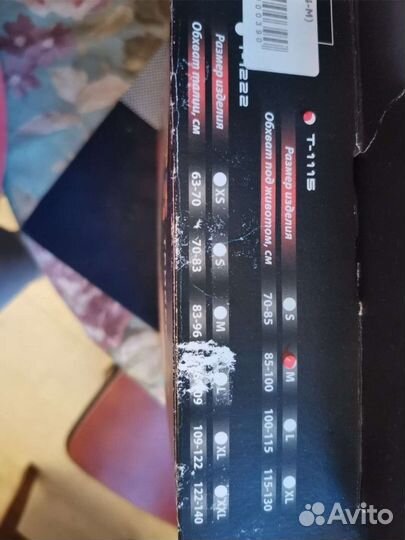 00390
T-1115
Размер изделия S M L XL
Обхват под животом, см 70-85 85-100 100-115 115-130
1222
Размер изделия XS S M XL XXL
Обхват талии, см 63-70 70-83 83-96 109-122 122-140
Avito